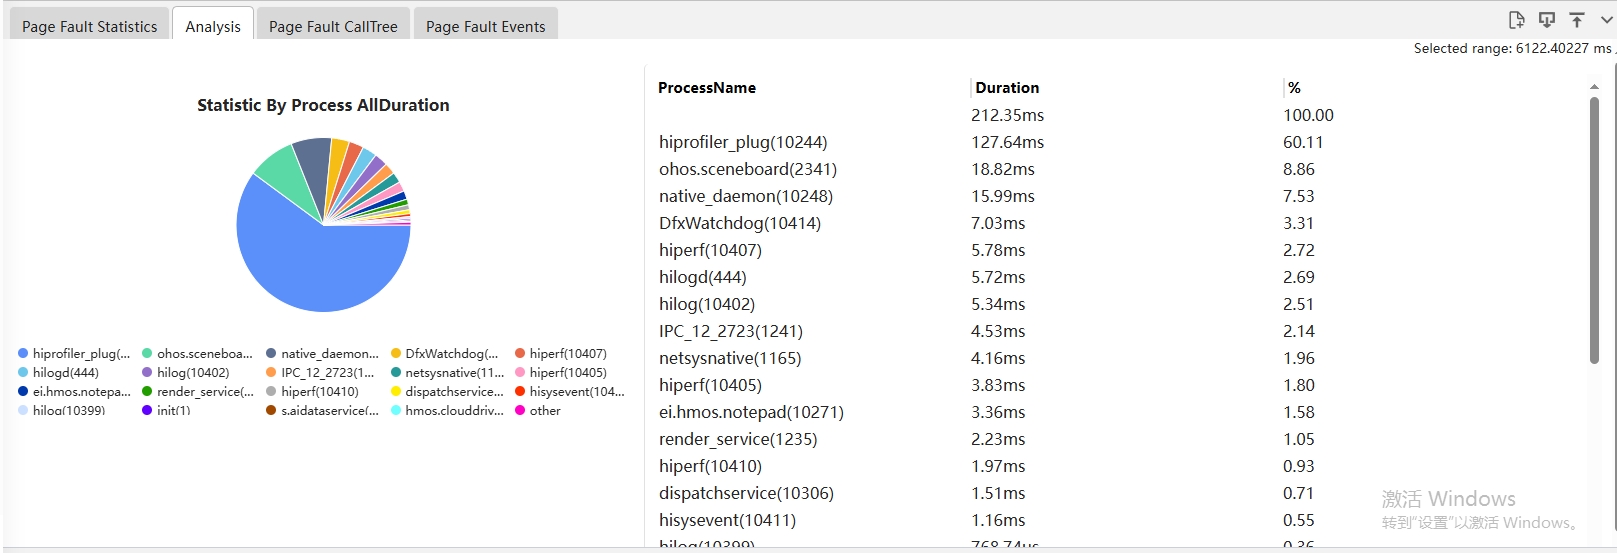 Page Fault Statistics Analysis Page Fault CallTree Page Fault Events
Selected range: 6122.40227 ms
Statistic By Process AllDuration
hiprofiler_plug(... ohos.sceneboa... native_daemon... DfxWatchdog(... hiperf(10407)
hilogd(444) hilog(10402) IPC_12_2723(1... netsysnative(11... hiperf(10405)
ei.hmos.notepa... render_service(... hiperf(10410) dispatchservice... hisysevent(104...
hilog(10399) init(1) s.aidataservice(... hmos.clouddriv... other
ProcessName Duration %
212.35ms 100.00
hiprofiler_plug(10244) 127.64ms 60.11
ohos.sceneboard(2341) 18.82ms 8.86
native_daemon(10248) 15.99ms 7.53
DfxWatchdog(10414) 7.03ms 3.31
hiperf(10407) 5.78ms 2.72
hilogd(444) 5.72ms 2.69
hilog(10402) 5.34ms 2.51
IPC_12_2723(1241) 4.53ms 2.14
netsysnative(1165) 4.16ms 1.96
hiperf(10405) 3.83ms 1.80
ei.hmos.notepad(10271) 3.36ms 1.58
render_service(1235) 2.23ms 1.05
hiperf(10410) 1.97ms 0.93
dispatchservice(10306) 1.51ms 0.71
hisysevent(10411) 1.16ms 0.55
hilog(10399) 768.74us 0.36
激活 Windows
转到“设置”以激活 Windows。